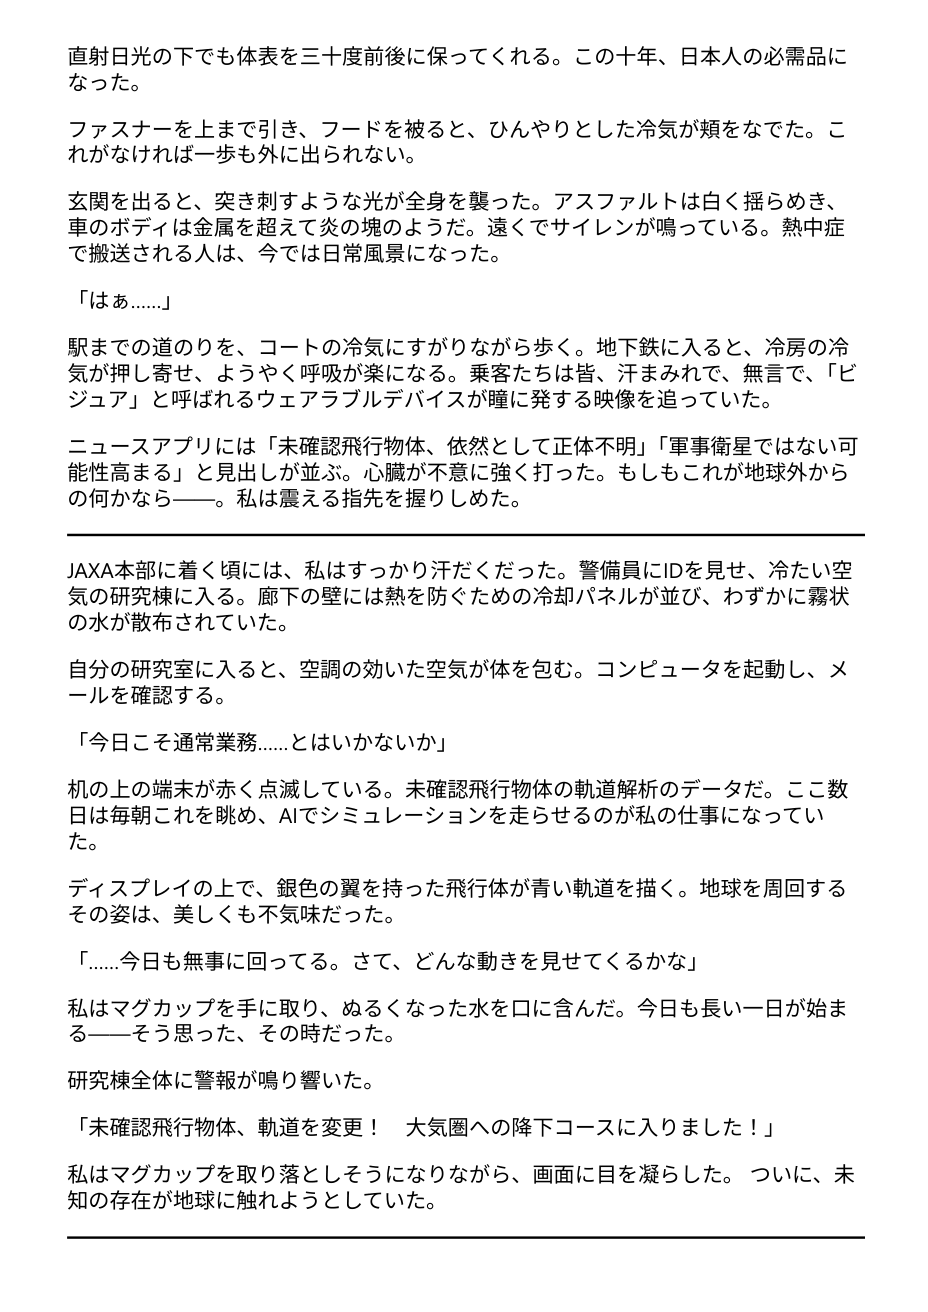 直射日光の下でも体表を三十度前後に保ってくれる。この十年、日本人の必需品に
なった。
ファスナーを上まで引き、フードを被ると、ひんやりとした冷気が頬をなでた。こ
れがなければ一歩も外に出られない。
玄関を出ると、突き刺すような光が全身を襲った。アスファルトは白く揺らめき、
車のボディは金属を超えて炎の塊のようだ。遠くでサイレンが鳴っている。熱中症
で搬送される人は、今では日常風景になった。
「はぁ……」
駅までの道のりを、コートの冷気にすがりながら歩く。地下鉄に入ると、冷房の冷
気が押し寄せ、ようやく呼吸が楽になる。乗客たちは皆、汗まみれで、無言で、「ビ
ジュア」と呼ばれるウェアラブルデバイスが瞳に発する映像を追っていた。
ニュースアプリには「未確認飛行物体、依然として正体不明」「軍事衛星ではない可
能性高まる」と見出しが並ぶ。心臓が不意に強く打った。もしもこれが地球外から
の何かなら――。私は震える指先を握りしめた。
JAXA本部に着く頃には、私はすっかり汗だくだった。警備員にIDを見せ、冷たい空
気の研究棟に入る。廊下の壁には熱を防ぐための冷却パネルが並び、わずかに霧状
の水が散布されていた。
自分の研究室に入ると、空調の効いた空気が体を包む。コンピュータを起動し、メ
ールを確認する。
「今日こそ通常業務……とはいかないか」
机の上の端末が赤く点滅している。未確認飛行物体の軌道解析のデータだ。ここ数
日は毎朝これを眺め、AIでシミュレーションを走らせるのが私の仕事になってい
た。
ディスプレイの上で、銀色の翼を持った飛行体が青い軌道を描く。地球を周回する
その姿は、美しくも不気味だった。
「……今日も無事に回ってる。さて、どんな動きを見せてくるかな」
私はマグカップを手に取り、ぬるくなった水を口に含んだ。今日も長い一日が始ま
る――そう思った、その時だった。
研究棟全体に警報が鳴り響いた。
「未確認飛行物体、軌道を変更！　大気圏への降下コースに入りました！」
私はマグカップを取り落としそうになりながら、画面に目を凝らした。 ついに、未
知の存在が地球に触れようとしていた。